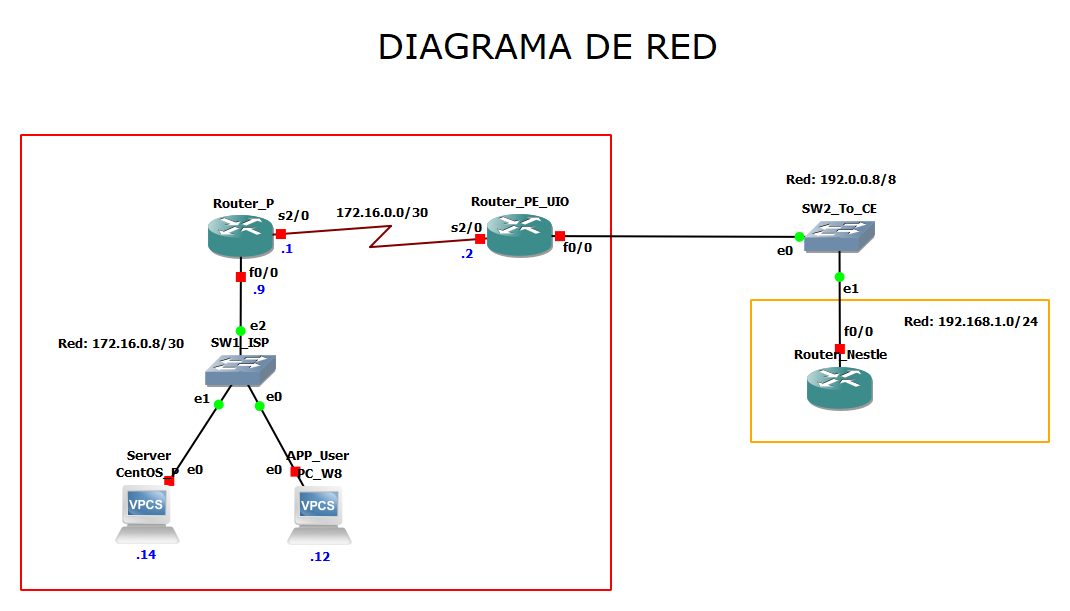 DIAGRAMA DE RED
Red: 192.0.0.8/8
Router_P
Router_PE_UIO
SW2_To_CE
s2/0
172.16.0.0/30
s2/0
.1
.2
f0/0
e0
f0/0
.9
e1
e2
Red: 172.16.0.8/30
SW1_ISP
f0/0
Red: 192.168.1.0/24
Router_Nestle
e1
e0
Server
CentOS_P
e0
APP_User
PC_W8
e0
VPCS
VPCS
.14
.12